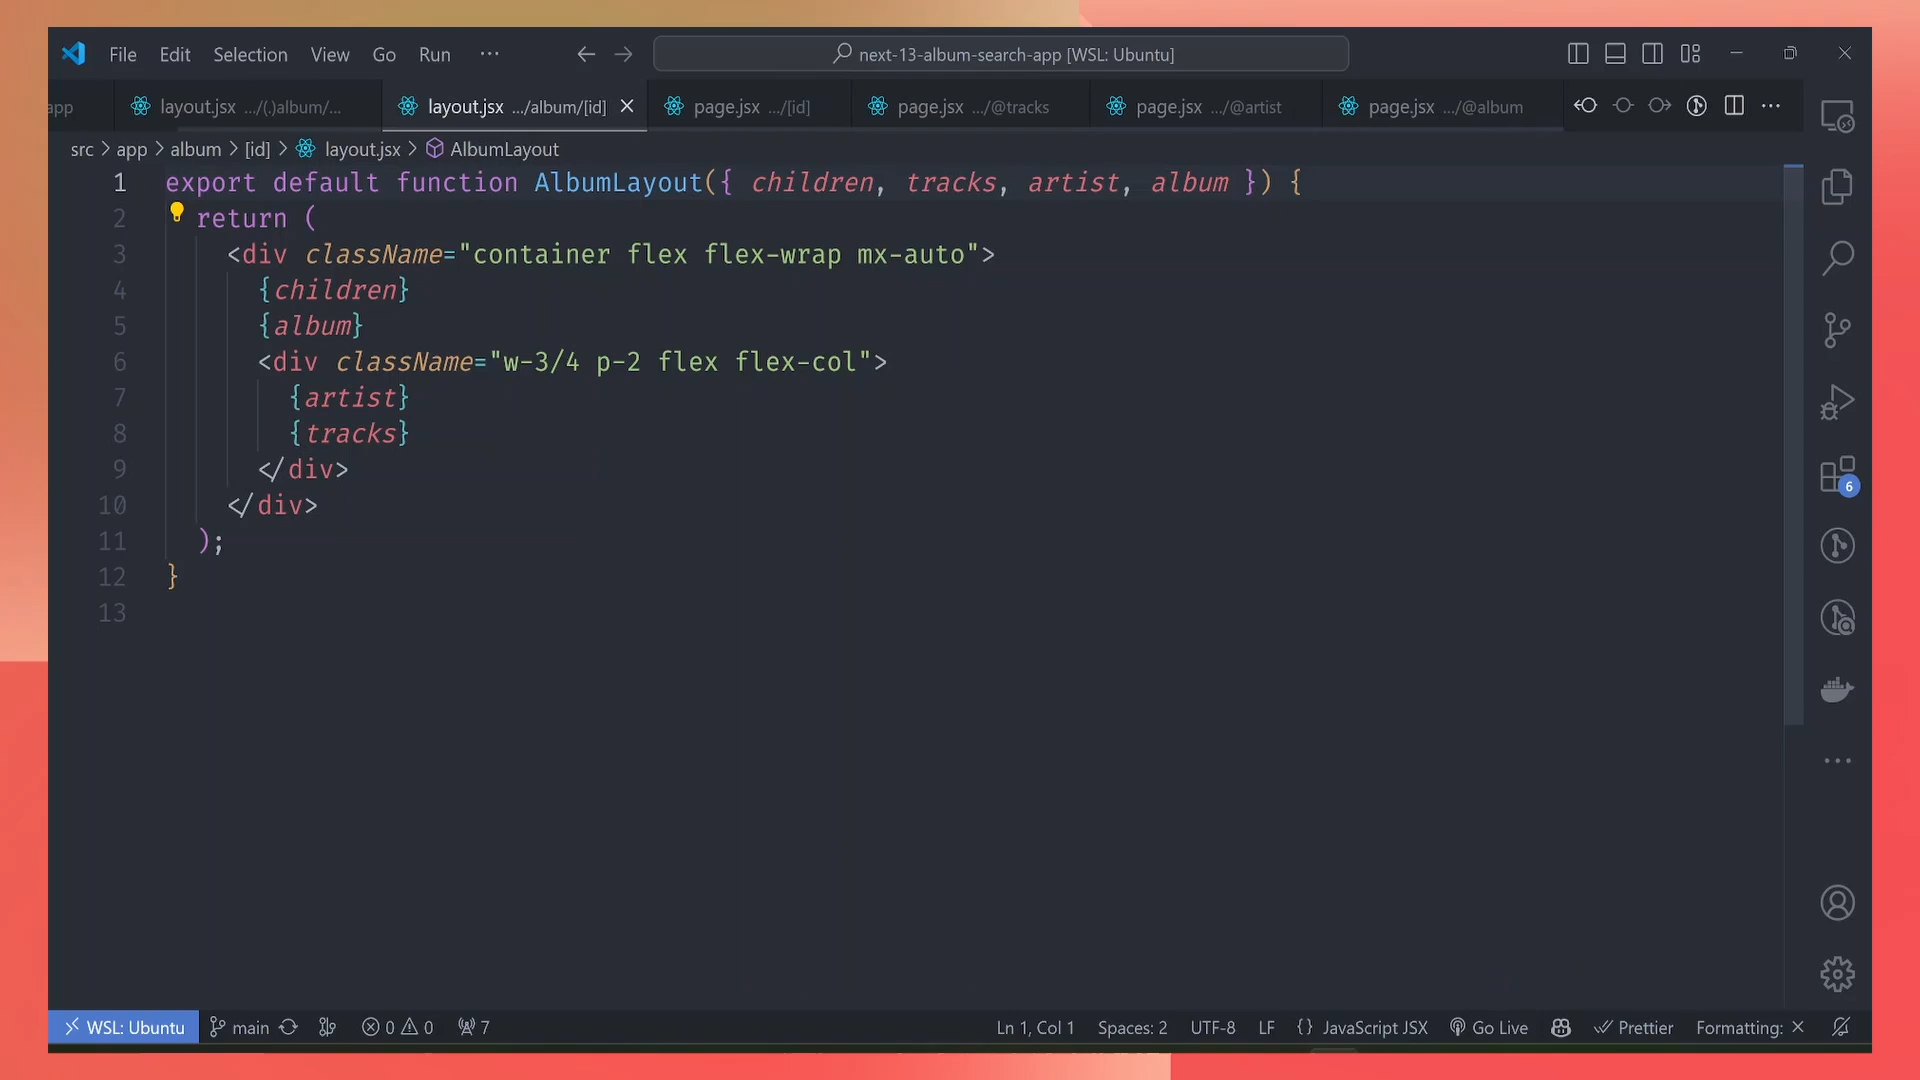 File Edit Selection View Go Run ··· next-13-album-search-app [WSL: Ubuntu]
app layout.jsx .../(.)album/... layout.jsx .../album/[id] page.jsx .../[id] page.jsx .../@tracks page.jsx .../@artist page.jsx .../@album
src > app > album > [id] > layout.jsx > AlbumLayout
1 export default function AlbumLayout({ children, tracks, artist, album }) {
2 return (
3 <div className="container flex flex-wrap mx-auto">
4 {children}
5 {album}
6 <div className="w-3/4 p-2 flex flex-col">
7 {artist}
8 {tracks}
9 </div>
10 </div>
11 );
12 }
13
6
WSL: Ubuntu main 0 0 7 Ln 1, Col 1 Spaces: 2 UTF-8 LF {} JavaScript JSX Go Live Prettier Formatting: ×